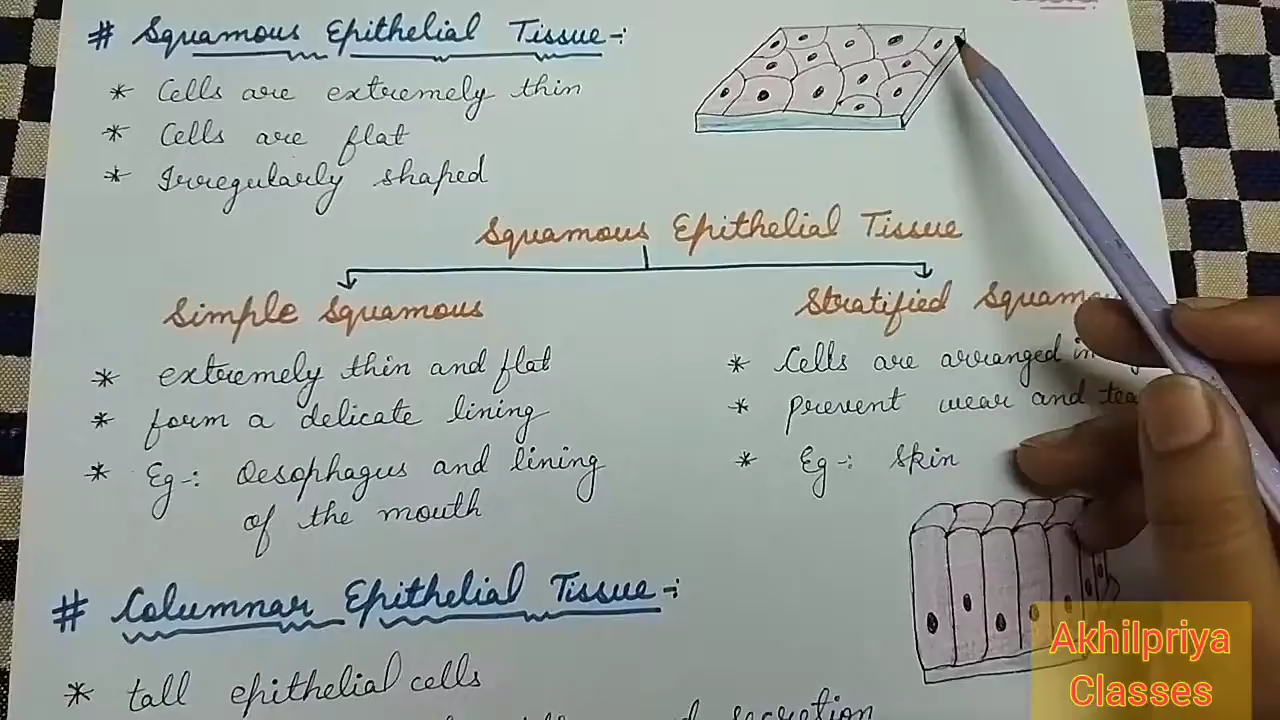 # Squamous Epithelial Tissue -:
* Cells are extremely thin
* Cells are flat
* Irregularly shaped
Squamous Epithelial Tissue
Simple Squamous
* extremely thin and flat
* form a delicate lining
* Eg-: Oesophagus and lining
of the mouth
Stratified
* Cells are arranged in
* prevent wear and
* Eg-: skin
# Columnar Epithelial Tissue -:
* tall epithelial cells
secretion
Akhilpriya
Classes